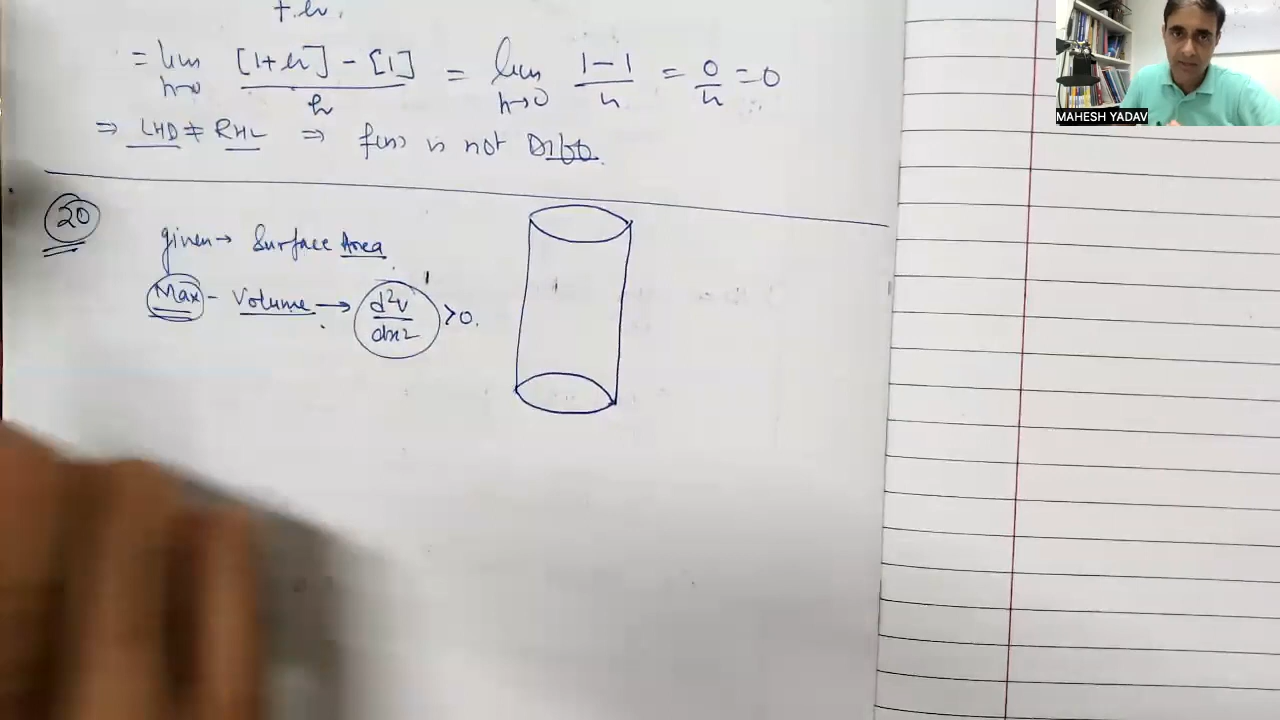 + h.
= lim h→0 [1+h] - [1] / h = lim h→0 1-1 / h = 0/h = 0
⇒ LHD ≠ RHL ⇒ f(x) is not Diff.
20
given→ Surface Area
Max - Volume → d²v/dx² >0.
MAHESH YADAV